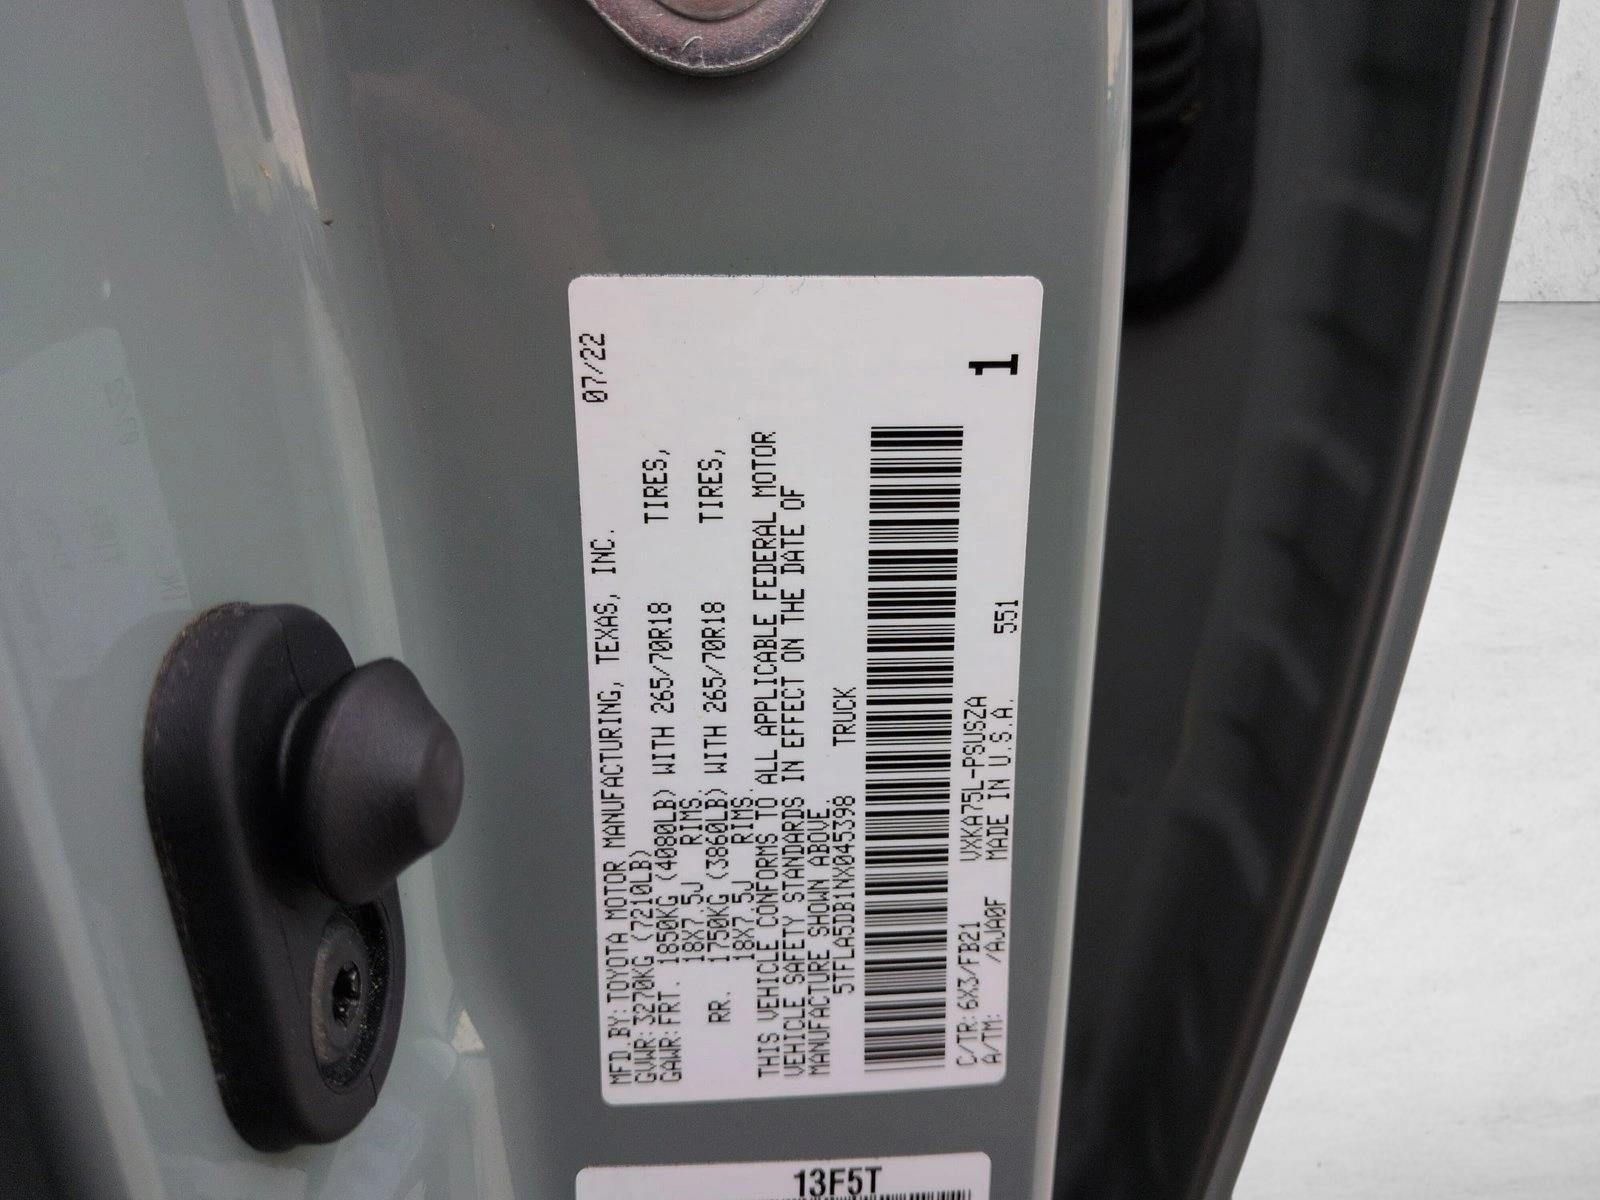 07/22
MFD.BY:TOYOTA MOTOR MANUFACTURING, TEXAS, INC.
GVWR:3270KG(7210LB)
GAWR:FRT. 1850KG (4080LB) WITH 265/70R18 TIRES,
18X7.5J RIMS.
RR. 1750KG (3860LB) WITH 265/70R18 TIRES,
18X7.5J RIMS.
THIS VEHICLE CONFORMS TO ALL APPLICABLE FEDERAL MOTOR
VEHICLE SAFETY STANDARDS IN EFFECT ON THE DATE OF
MANUFACTURE SHOWN ABOVE.
5TFLA5DB1NX045398 TRUCK
1
C/TR:6X3/FB21 VXKA75L-PSUSZA
A/TM: /AJA0F MADE IN U.S.A. 551
13F5T